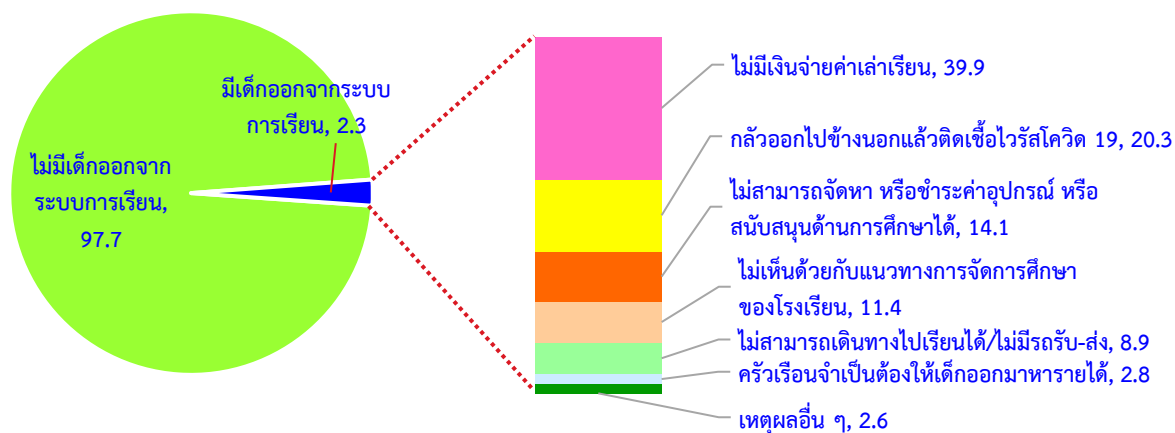 มีเด็กออกจากระบบ
การเรียน, 2.3
ไม่มีเด็กออกจาก
ระบบการเรียน,
97.7
ไม่มีเงินจ่ายค่าเล่าเรียน, 39.9
กลัวออกไปข้างนอกแล้วติดเชื้อไวรัสโควิด 19, 20.3
ไม่สามารถจัดหา หรือชำระค่าอุปกรณ์ หรือ
สนับสนุนด้านการศึกษาได้, 14.1
ไม่เห็นด้วยกับแนวทางการจัดการศึกษา
ของโรงเรียน, 11.4
ไม่สามารถเดินทางไปเรียนได้/ไม่มีรถรับ-ส่ง, 8.9
ครัวเรือนจำเป็นต้องให้เด็กออกมาหารายได้, 2.8
เหตุผลอื่น ๆ, 2.6